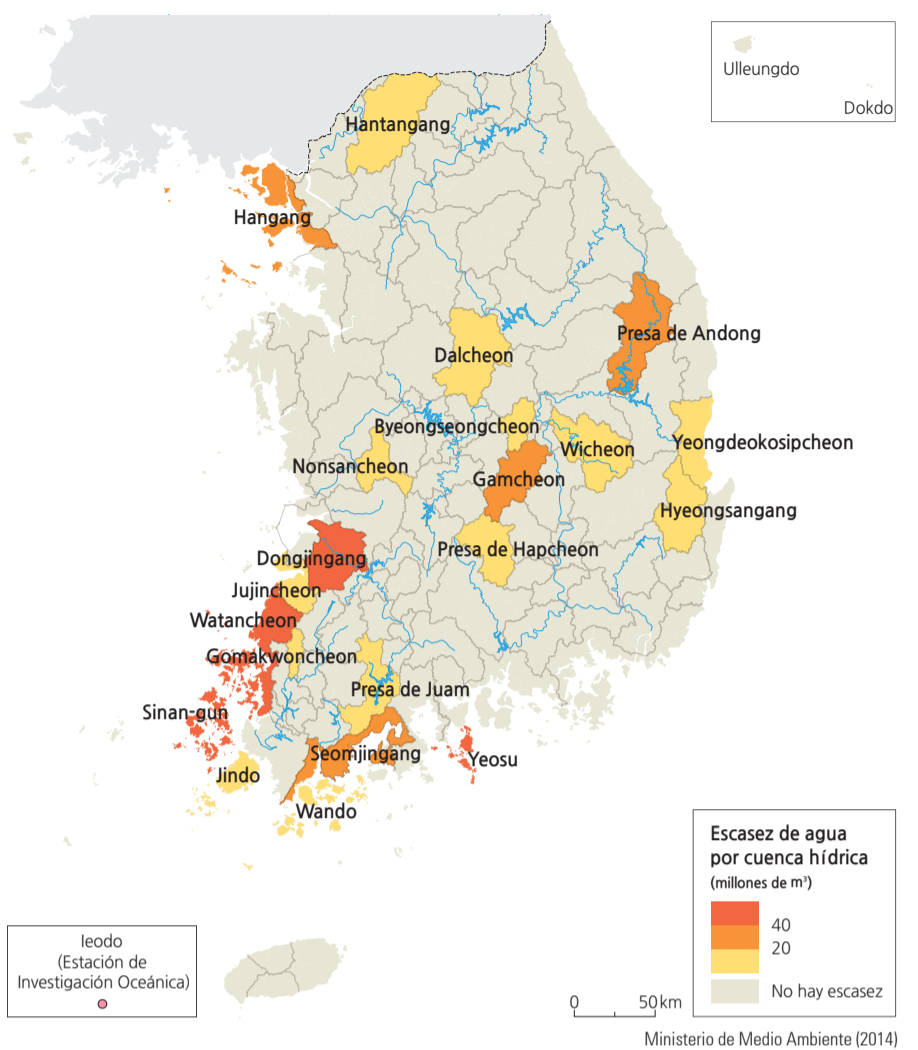 Ulleungdo
Dokdo
Hantangang
Hangang
Presa de Andong
Dalcheon
Byeongseongcheon
Wicheon
Yeongdeokosipcheon
Nonsancheon
Gamcheon
Hyeongsangang
Presa de Hapcheon
Dongjingang
Jujincheon
Watancheon
Gomakwoncheon
Presa de Juam
Sinan-gun
Seomjingang
Yeosu
Jindo
Wando
Escasez de agua
por cuenca hídrica
(millones de m³)
40
20
No hay escasez
Ieodo
(Estación de
Investigación Oceánica)
0 50 km
Ministerio de Medio Ambiente (2014)